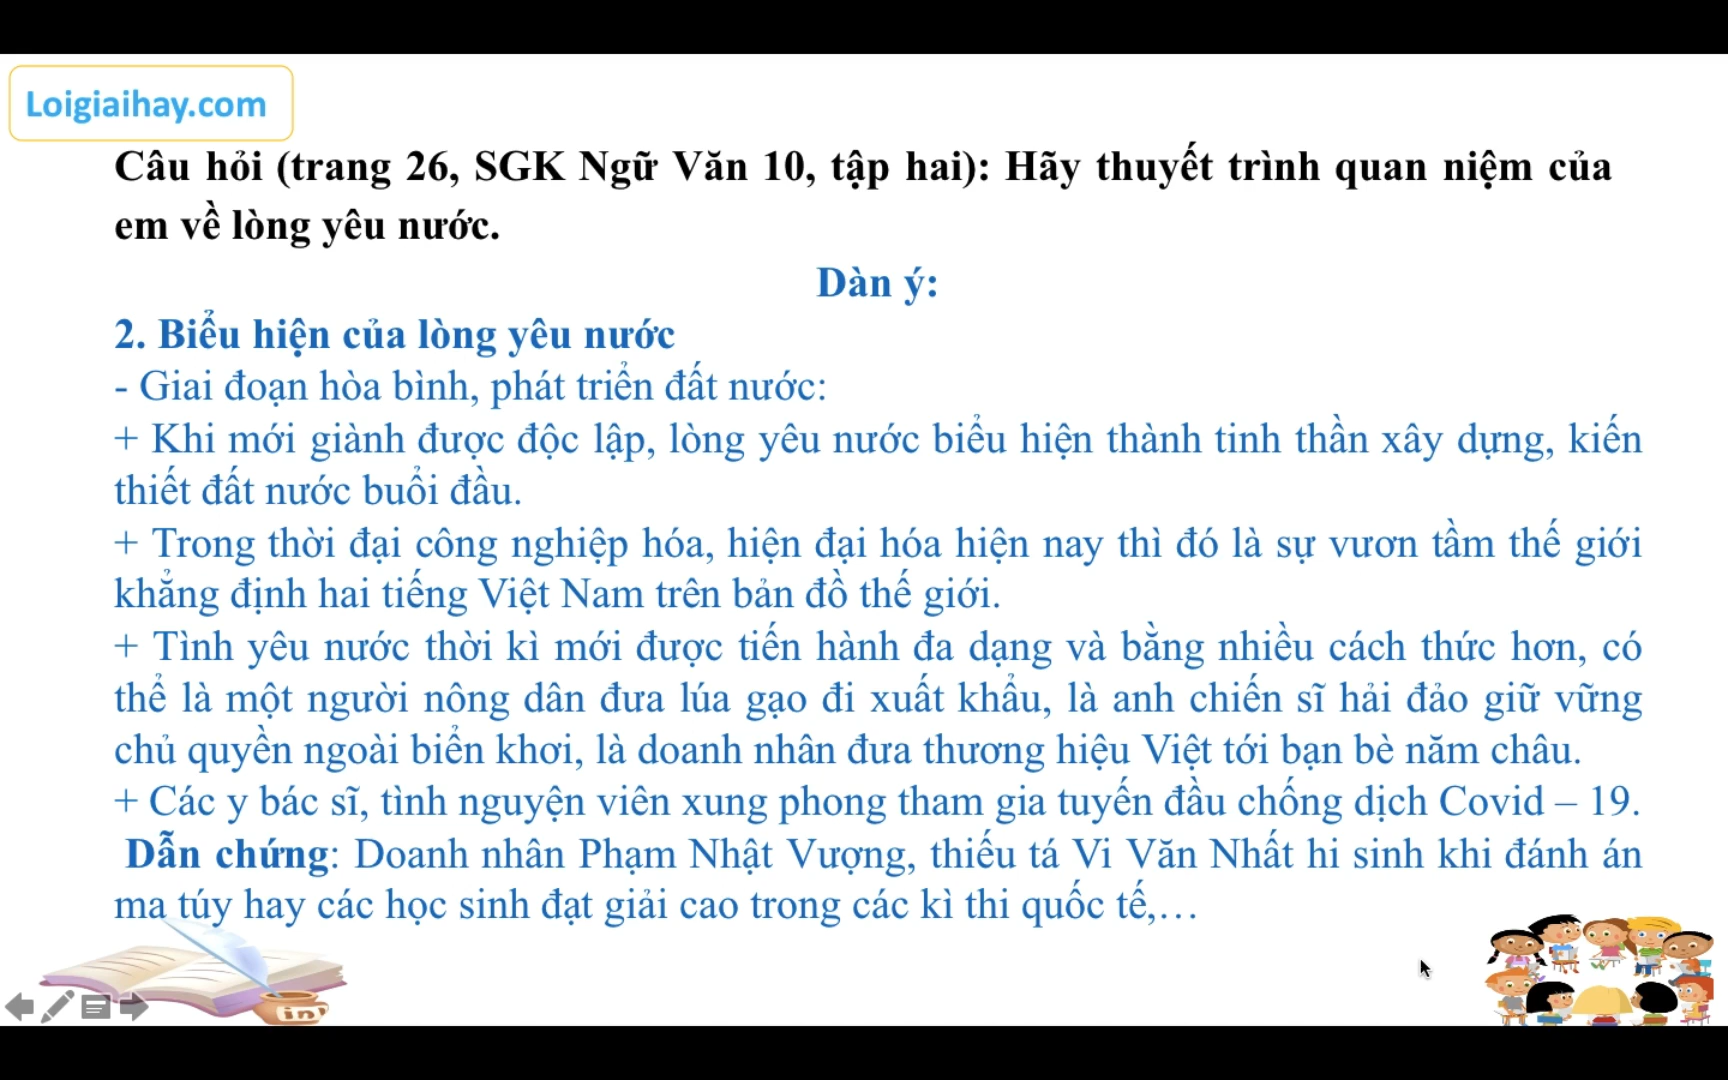 Loigiaihay.com
Câu hỏi (trang 26, SGK Ngữ Văn 10, tập hai): Hãy thuyết trình quan niệm của
em về lòng yêu nước.
Dàn ý:
2. Biểu hiện của lòng yêu nước
- Giai đoạn hòa bình, phát triển đất nước:
+ Khi mới giành được độc lập, lòng yêu nước biểu hiện thành tinh thần xây dựng, kiến
thiết đất nước buổi đầu.
+ Trong thời đại công nghiệp hóa, hiện đại hóa hiện nay thì đó là sự vươn tầm thế giới
khẳng định hai tiếng Việt Nam trên bản đồ thế giới.
+ Tình yêu nước thời kì mới được tiến hành đa dạng và bằng nhiều cách thức hơn, có
thể là một người nông dân đưa lúa gạo đi xuất khẩu, là anh chiến sĩ hải đảo giữ vững
chủ quyền ngoài biển khơi, là doanh nhân đưa thương hiệu Việt tới bạn bè năm châu.
+ Các y bác sĩ, tình nguyện viên xung phong tham gia tuyến đầu chống dịch Covid – 19.
Dẫn chứng: Doanh nhân Phạm Nhật Vượng, thiếu tá Vi Văn Nhất hi sinh khi đánh án
ma túy hay các học sinh đạt giải cao trong các kì thi quốc tế,…
in